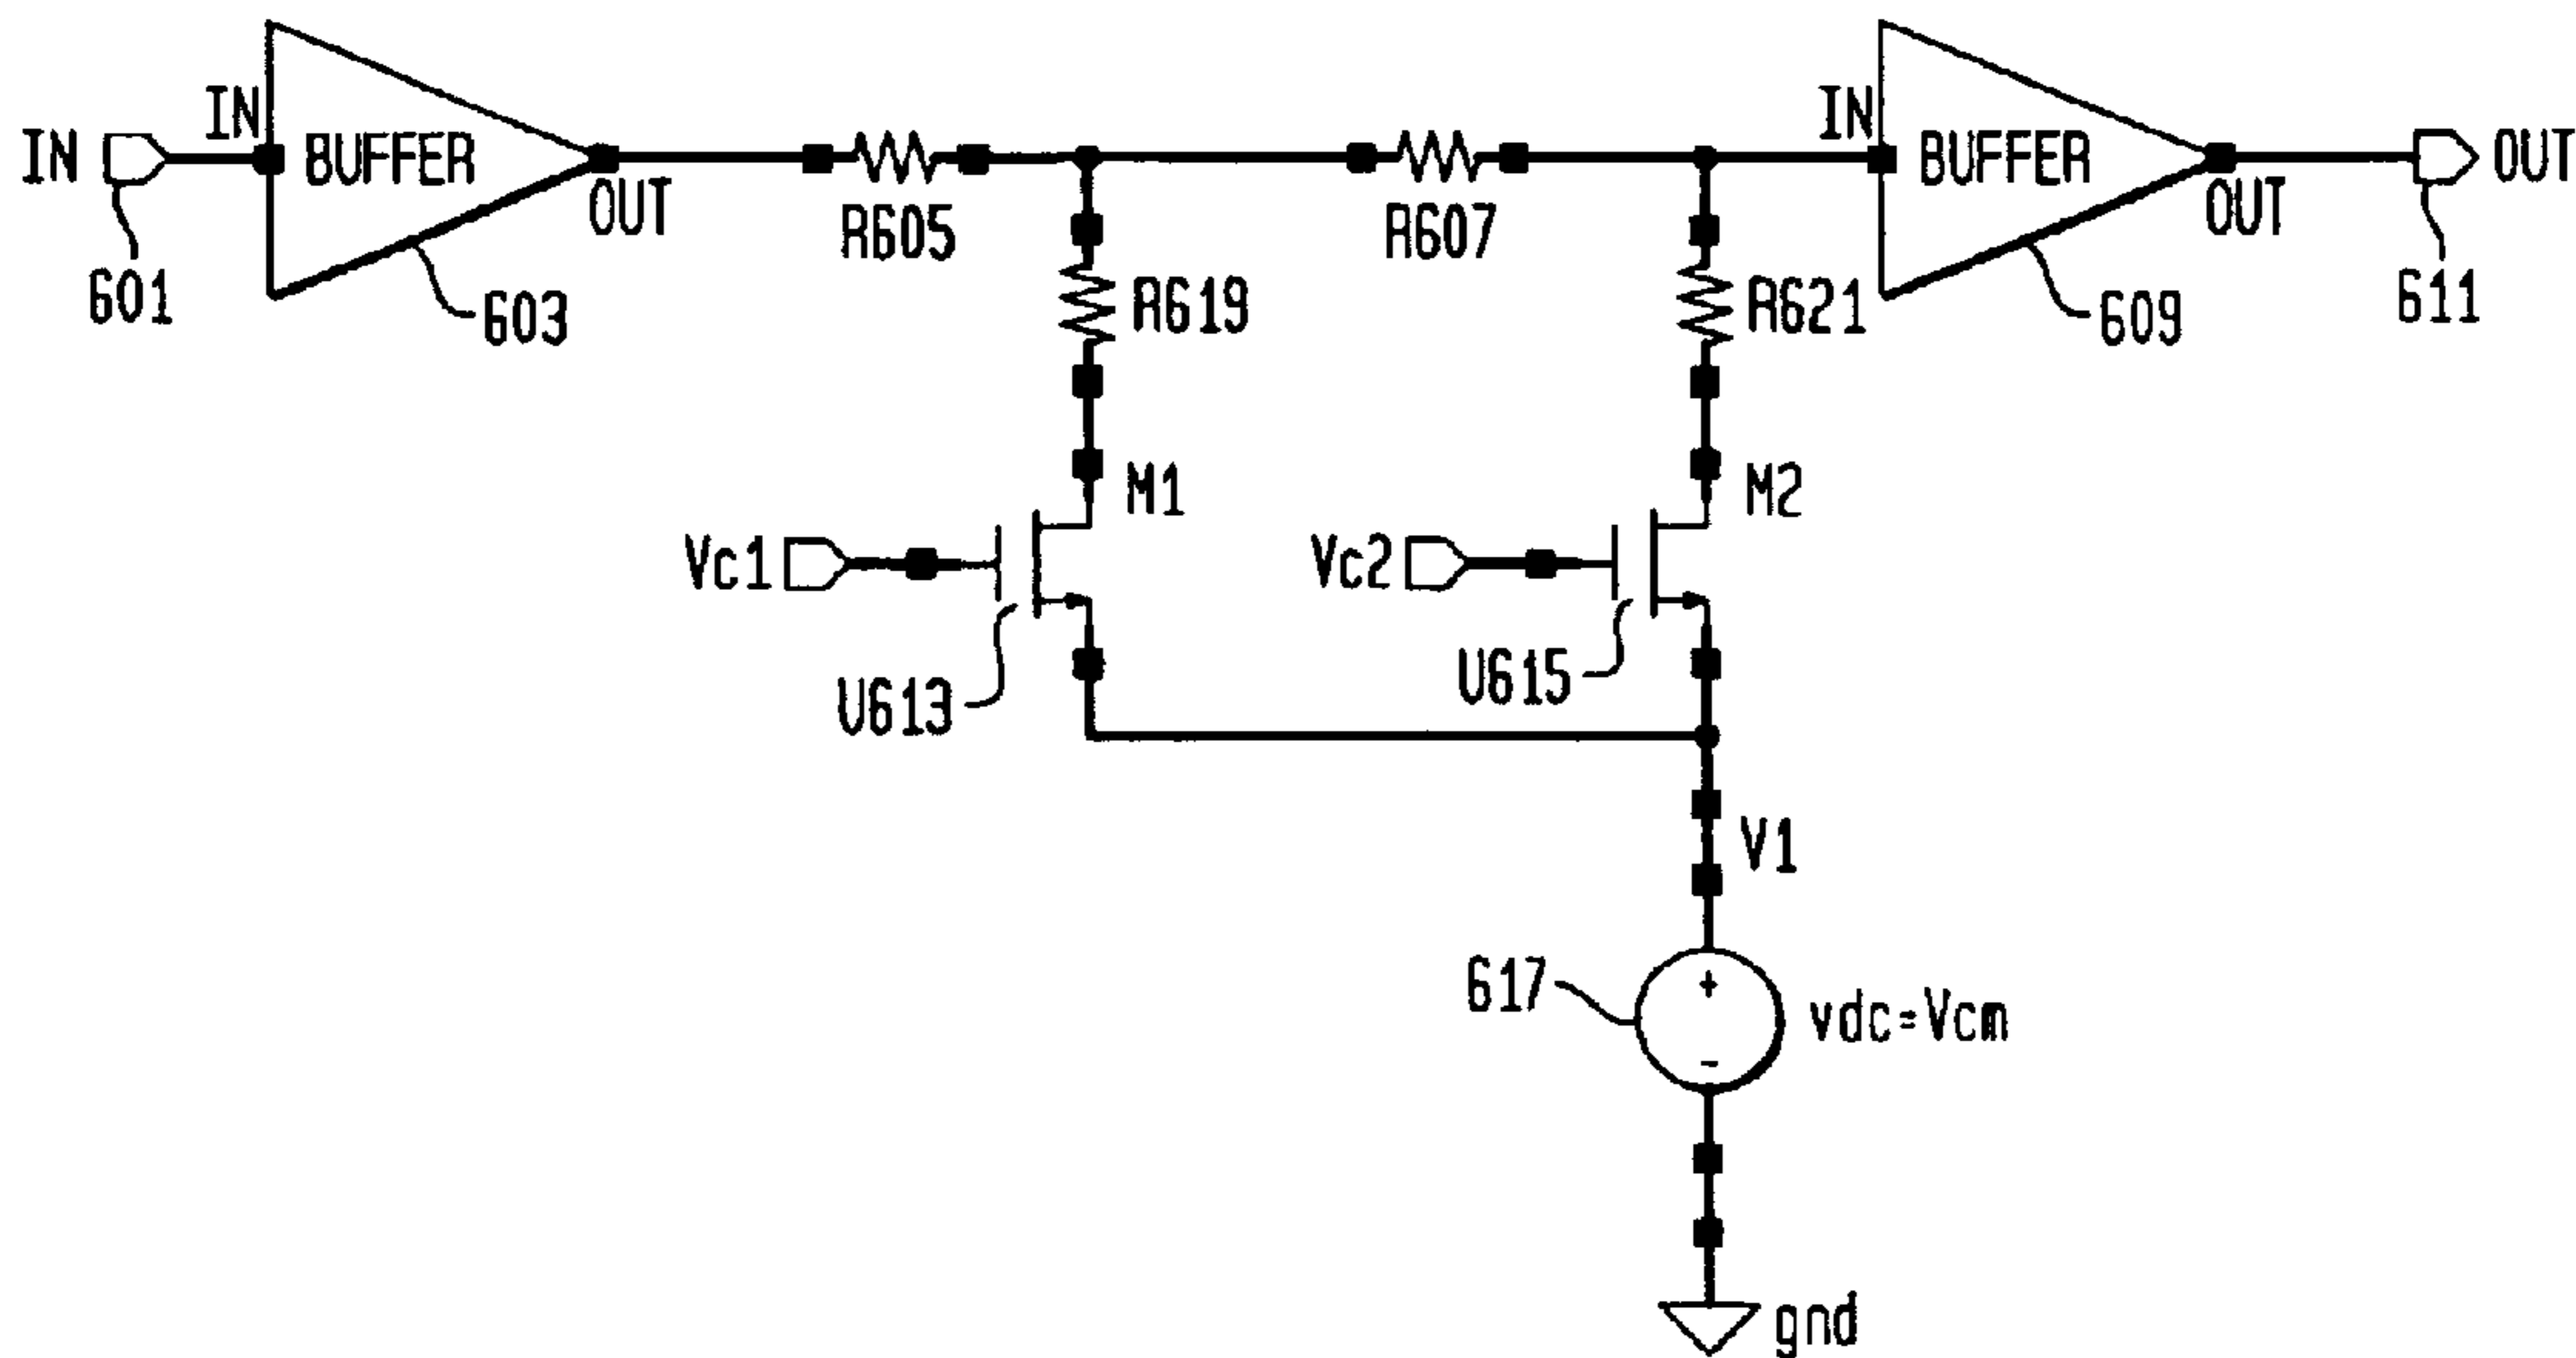 IN
IN
BUFFER
OUT
601
603
R605
R607
IN
BUFFER
OUT
OUT
609
611
R619
R621
M1
M2
Vc1
Vc2
U613
U615
V1
617
+
-
vdc=Vcm
gnd